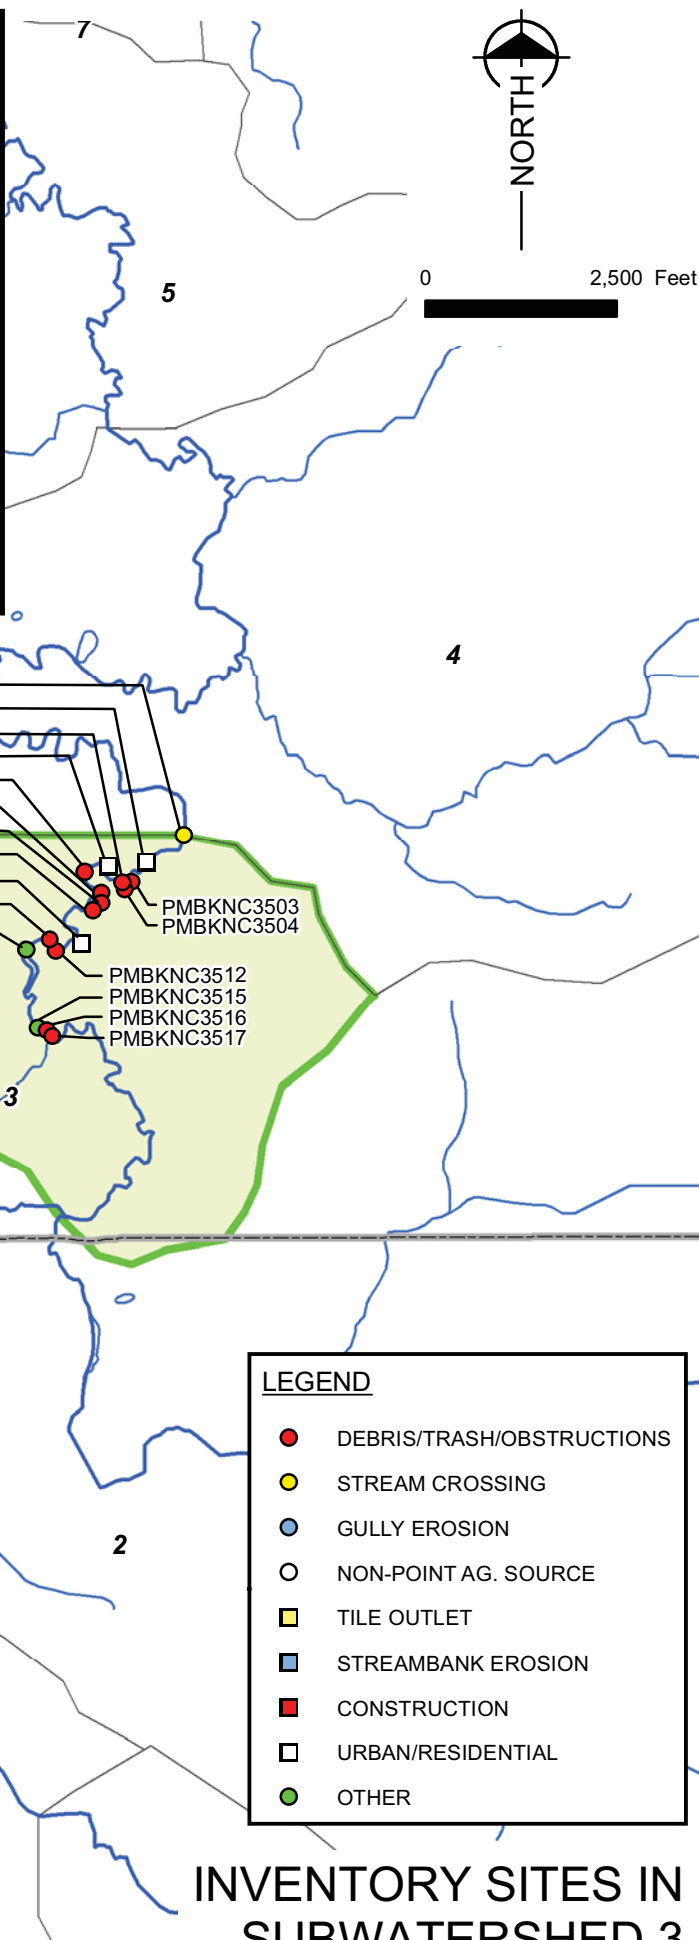 7
NORTH
0 2,500 Feet
5
4
PMBKNC3503
PMBKNC3504
PMBKNC3512
PMBKNC3515
PMBKNC3516
PMBKNC3517
3
LEGEND
DEBRIS/TRASH/OBSTRUCTIONS
STREAM CROSSING
GULLY EROSION
NON-POINT AG. SOURCE
TILE OUTLET
STREAMBANK EROSION
CONSTRUCTION
URBAN/RESIDENTIAL
OTHER
2
INVENTORY SITES IN
SUBWATERSHED 3